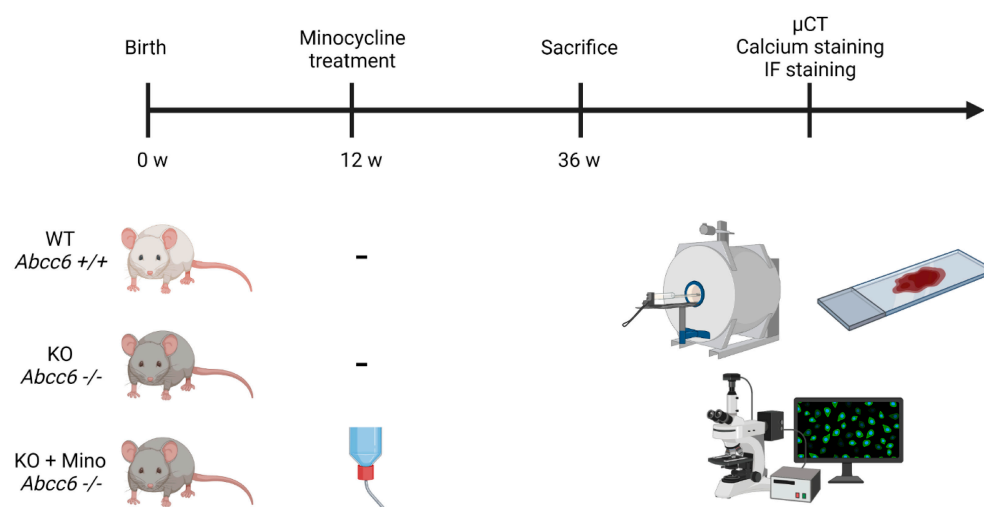 Birth
Minocycline
treatment
Sacrifice
µCT
Calcium staining
IF staining
0 w
12 w
36 w
WT
Abcc6 +/+
-
KO
Abcc6 -/-
-
KO + Mino
Abcc6 -/-